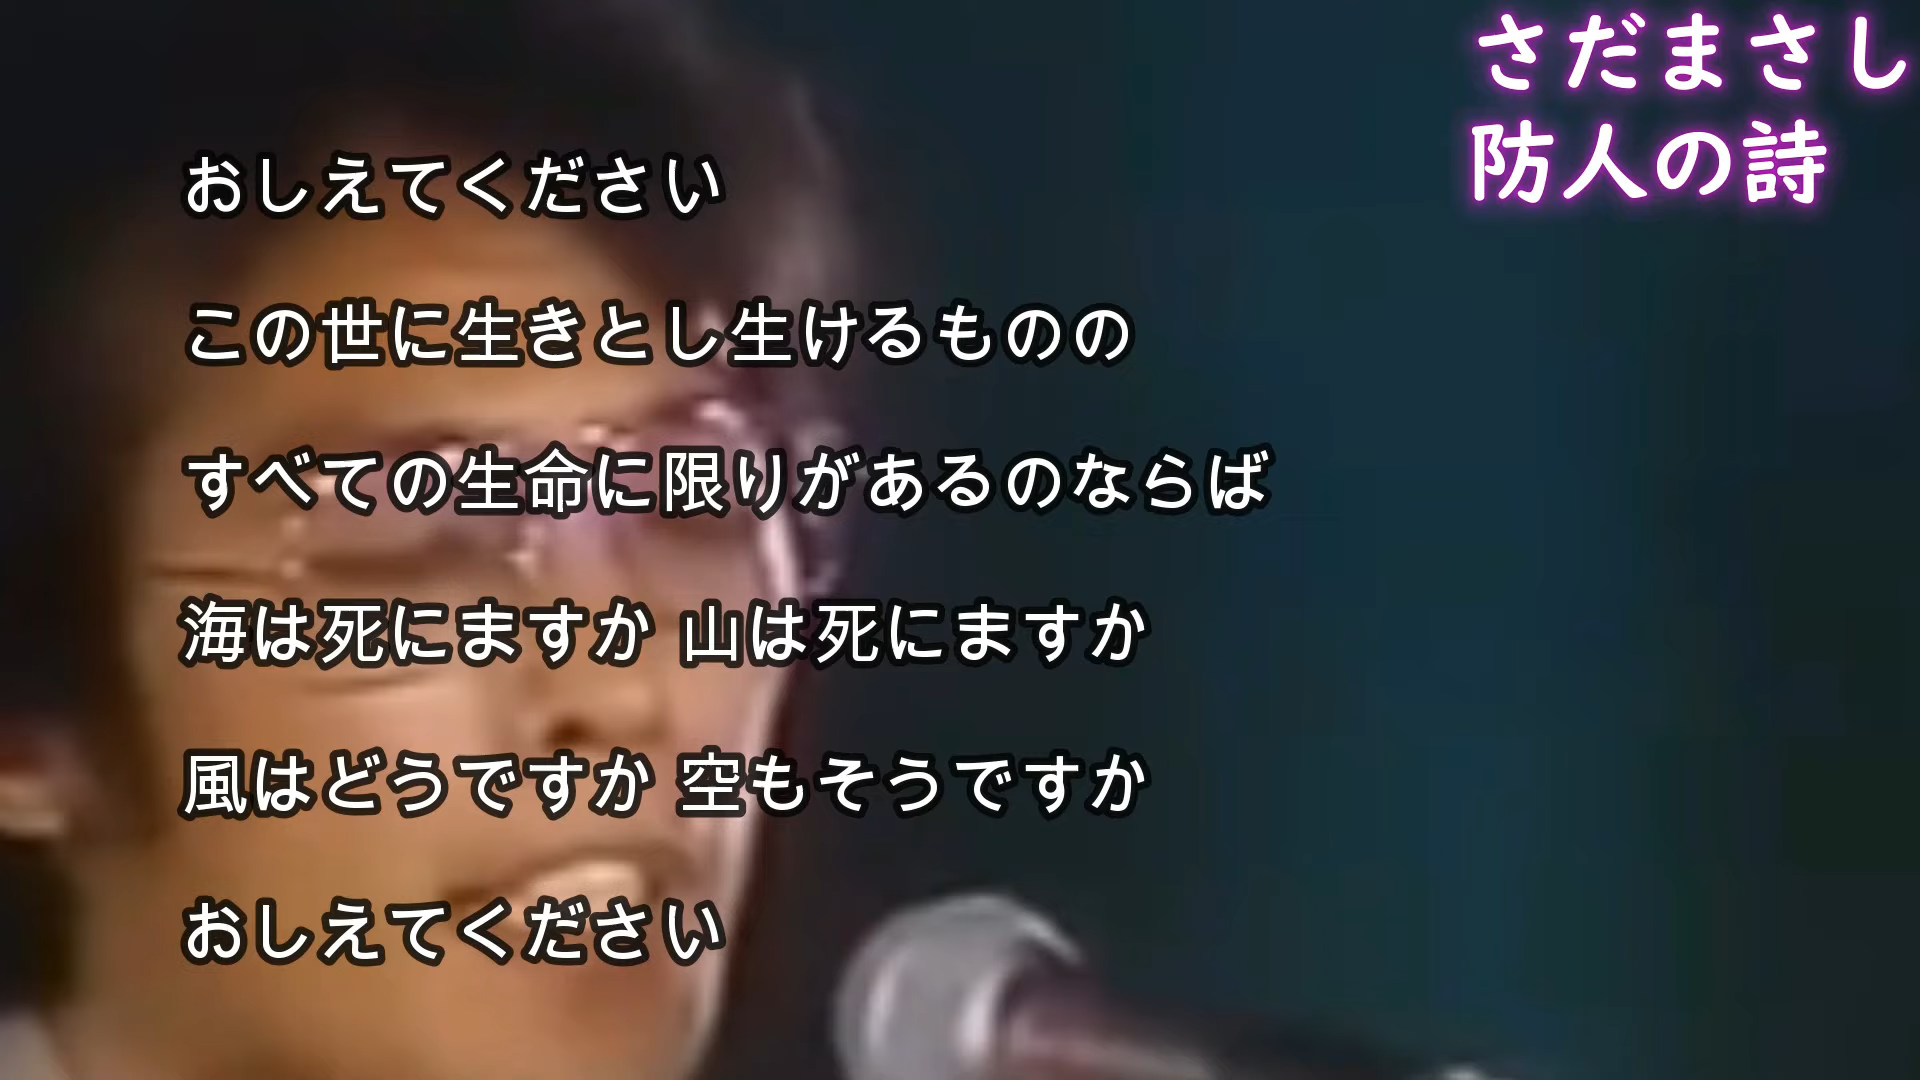 さだまさし
防人の詩
おしえてください
この世に生きとし生けるものの
すべての生命に限りがあるのならば
海は死にますか 山は死にますか
風はどうですか 空もそうですか
おしえてください